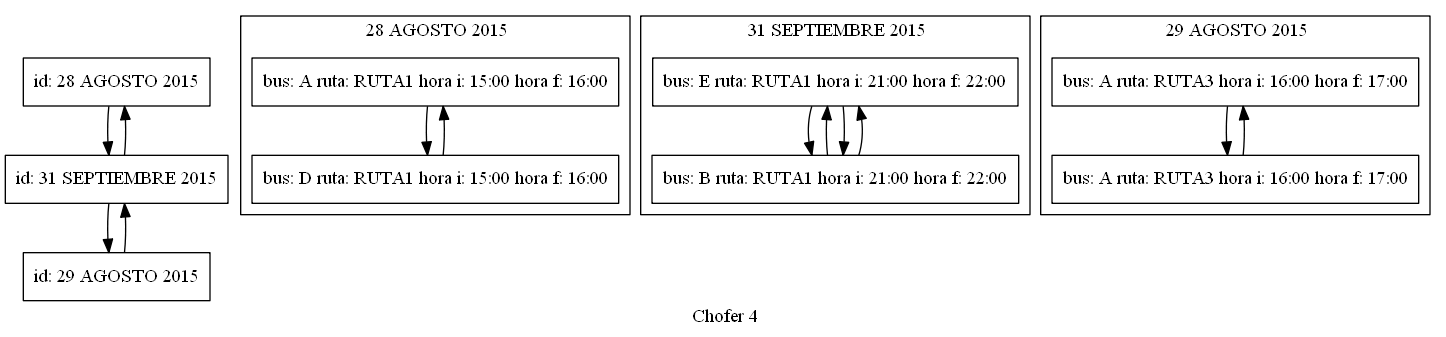 id: 28 AGOSTO 2015
id: 31 SEPTIEMBRE 2015
id: 29 AGOSTO 2015
28 AGOSTO 2015
bus: A ruta: RUTA1 hora i: 15:00 hora f: 16:00
bus: D ruta: RUTA1 hora i: 15:00 hora f: 16:00
31 SEPTIEMBRE 2015
bus: E ruta: RUTA1 hora i: 21:00 hora f: 22:00
bus: B ruta: RUTA1 hora i: 21:00 hora f: 22:00
29 AGOSTO 2015
bus: A ruta: RUTA3 hora i: 16:00 hora f: 17:00
bus: A ruta: RUTA3 hora i: 16:00 hora f: 17:00
Chofer 4